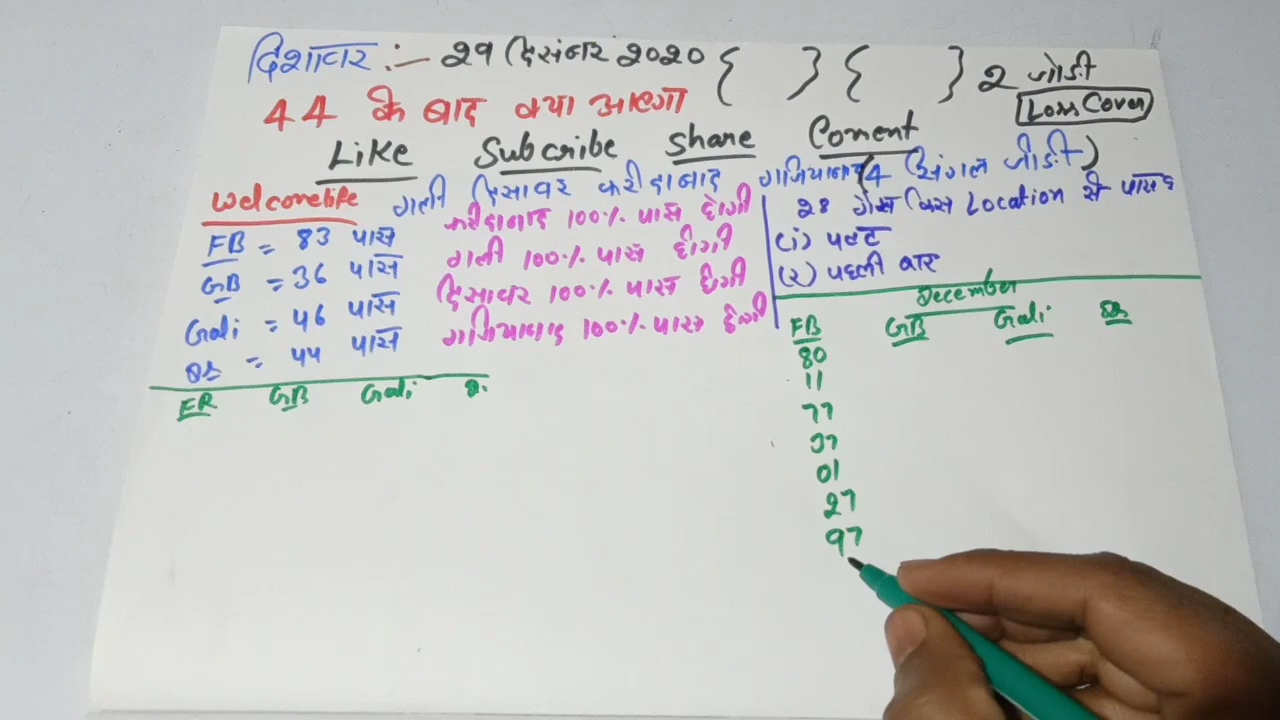 दिशावार :- 29 दिसंबर 2020 { } { } 2 जोडी
44 के बाद क्या आएगा
Loss Cover
Like Subscribe Share Coment
welcomelife गली दिसावर फरीदाबाद गाजियाबाद (4 सिंगल जोडी)
FB = 83 पास
GB = 36 पास
Gali = 46 पास
DS = 44 पास
फरीदाबाद 100% पास होगी
गली 100% पास होगी
दिसावर 100% पास होगी
गाजियाबाद 100% पास होगी
28 गेस किस Location से पास
(1) पलट
(2) पहली बार
December
FB GB Gali DS
80
11
77
37
01
27
97
FB GB Gali D.